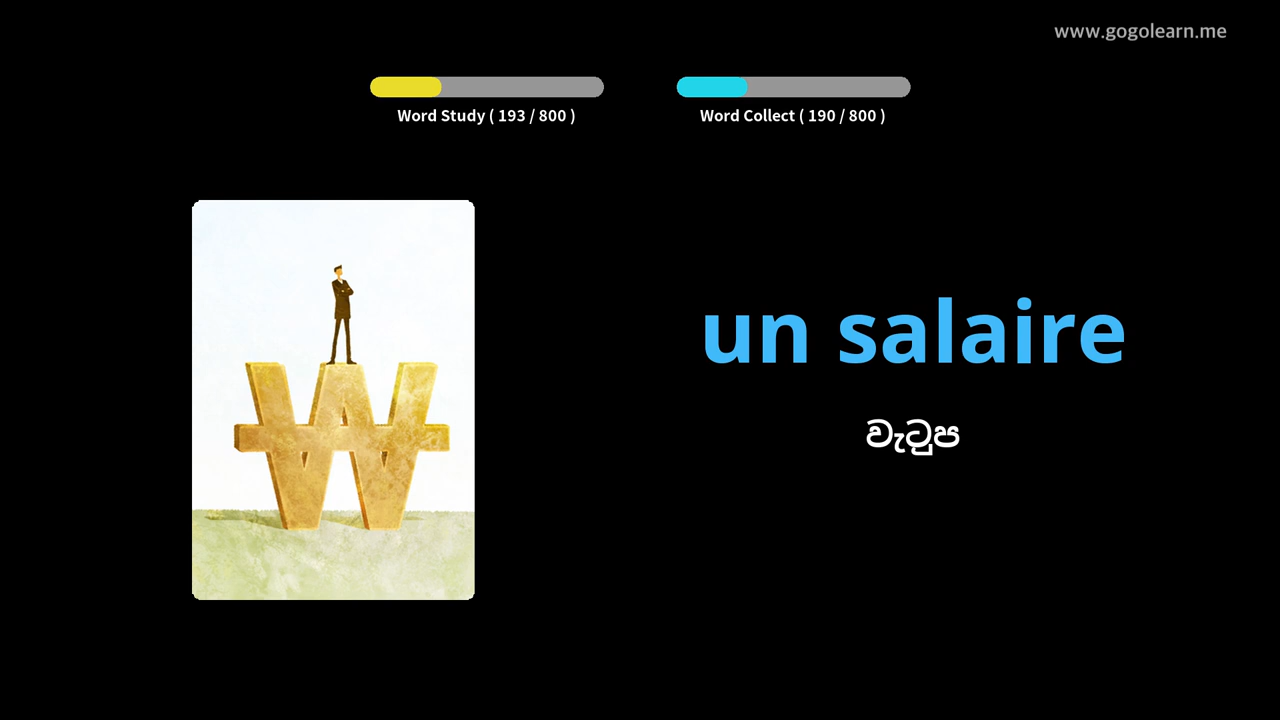 www.gogolearn.me
Word Study ( 193 / 800 )
Word Collect ( 190 / 800 )
un salaire
වැටුප